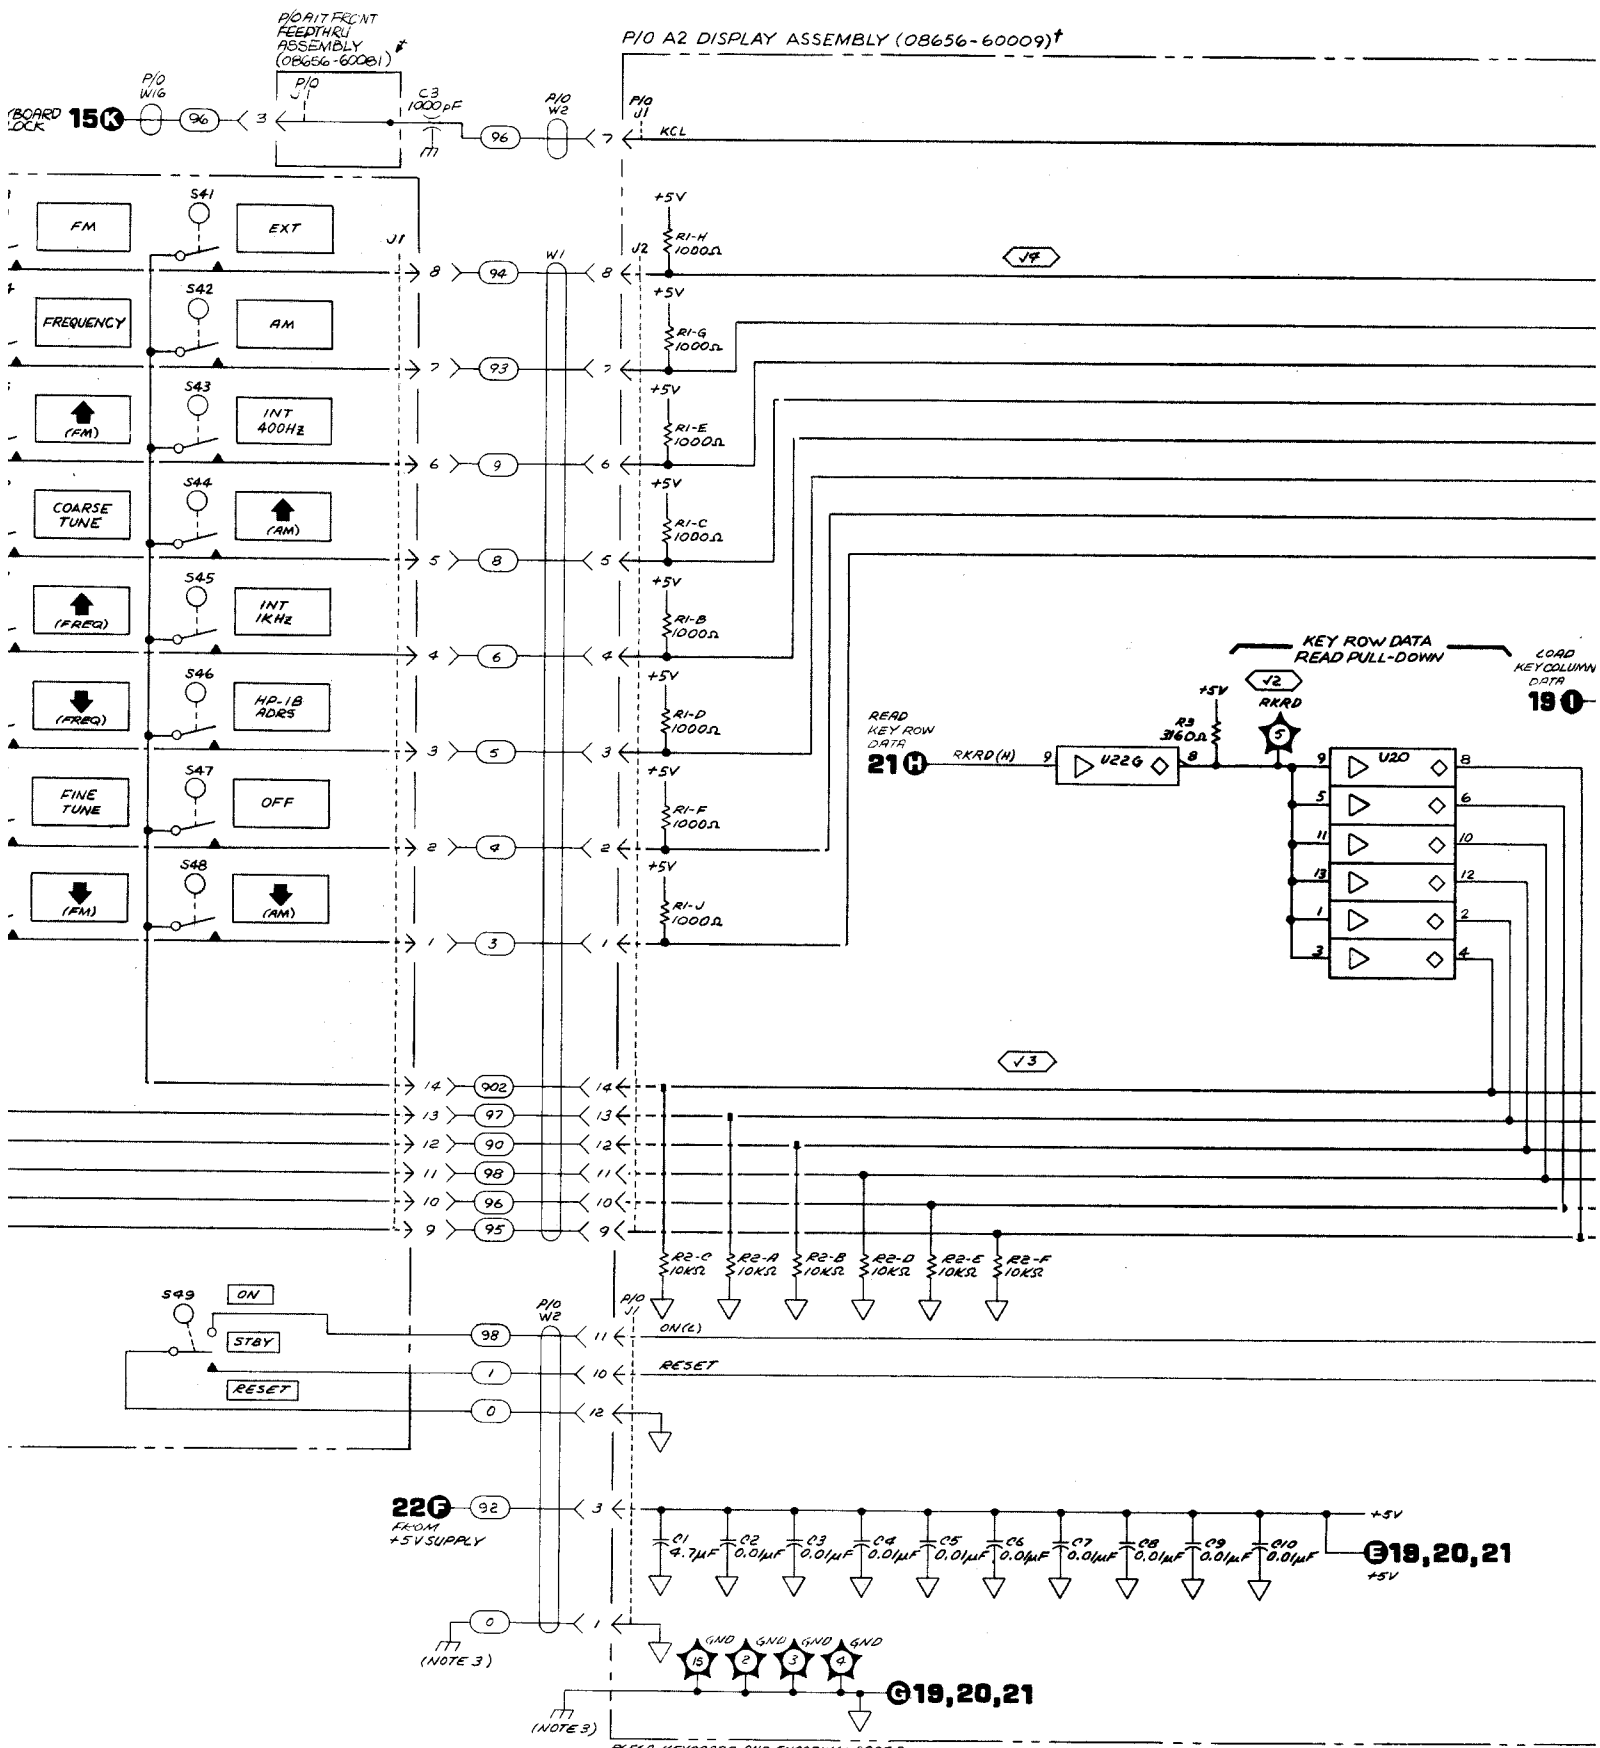 P/O A17 FRONT
FEEDTHRU
ASSEMBLY
(08656-60081) ‡
P/O A2 DISPLAY ASSEMBLY (08656-60009)†
P/O
W16
P/O
J1
C3
1000pF
P/O
W2
P/O
J1
15 K
96
3
96
7
KCL
S41
FM
EXT
J1
8
94
W1
8
J2
+5V
R1-H
1000Ω
√4
S42
FREQUENCY
AM
7
93
7
+5V
R1-G
1000Ω
S43
(FM)
INT
400Hz
6
9
6
+5V
R1-E
1000Ω
S44
COARSE
TUNE
(AM)
5
8
5
+5V
R1-C
1000Ω
S45
(FREQ)
INT
1KHz
4
6
4
+5V
R1-B
1000Ω
S46
(FREQ)
HP-IB
ADRS
3
5
3
+5V
R1-D
1000Ω
S47
FINE
TUNE
OFF
2
4
2
+5V
R1-F
1000Ω
S48
(FM)
(AM)
1
3
1
+5V
R1-J
1000Ω
KEY ROW DATA
READ PULL-DOWN
LOAD
KEY COLUMN
DATA
19 I
READ
KEY ROW
DATA
21 H
RKRD(H)
9
U22G
8
+5V
R3
3160Ω
√2
RKRD
5
U20
9
8
5
6
11
10
13
12
1
2
3
4
√3
14
902
14
13
97
13
12
90
12
11
98
11
10
96
10
9
95
9
R2-C
10KΩ
R2-A
10KΩ
R2-B
10KΩ
R2-D
10KΩ
R2-E
10KΩ
R2-F
10KΩ
S49
ON
STBY
RESET
P/O
W2
P/O
J1
98
11
ON(L)
1
10
RESET
0
12
22 F
FROM
+5V SUPPLY
92
3
C1
4.7µF
C2
0.01µF
C3
0.01µF
C4
0.01µF
C5
0.01µF
C6
0.01µF
C7
0.01µF
C8
0.01µF
C9
0.01µF
C10
0.01µF
+5V
E 19,20,21
+5V
0
1
(NOTE 3)
GND
15
GND
2
GND
3
GND
4
G 19,20,21
(NOTE 3)